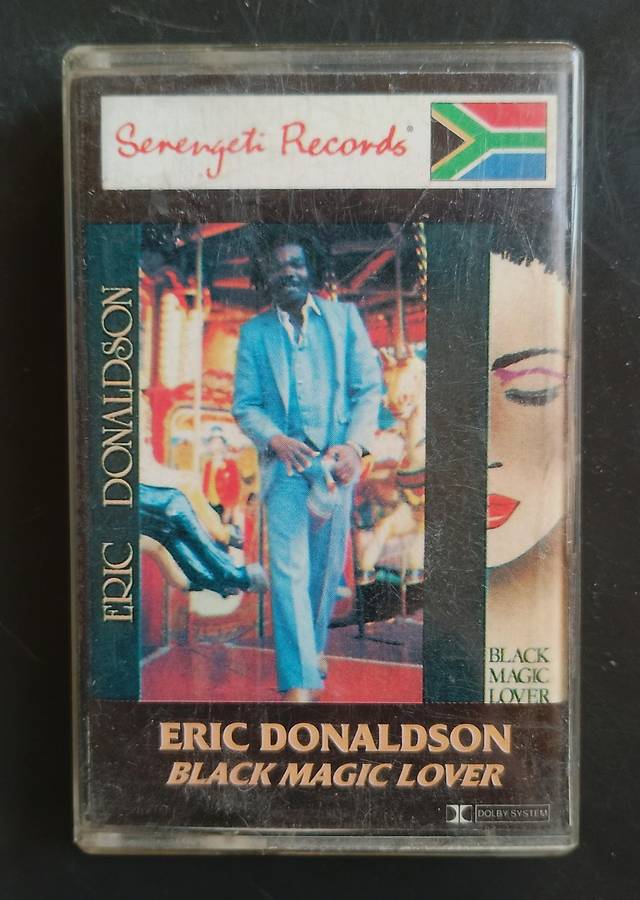 Serengeti Records®
ERIC DONALDSON
BLACK
MAGIC
LOVER
ERIC DONALDSON
BLACK MAGIC LOVER
DOLBY SYSTEM